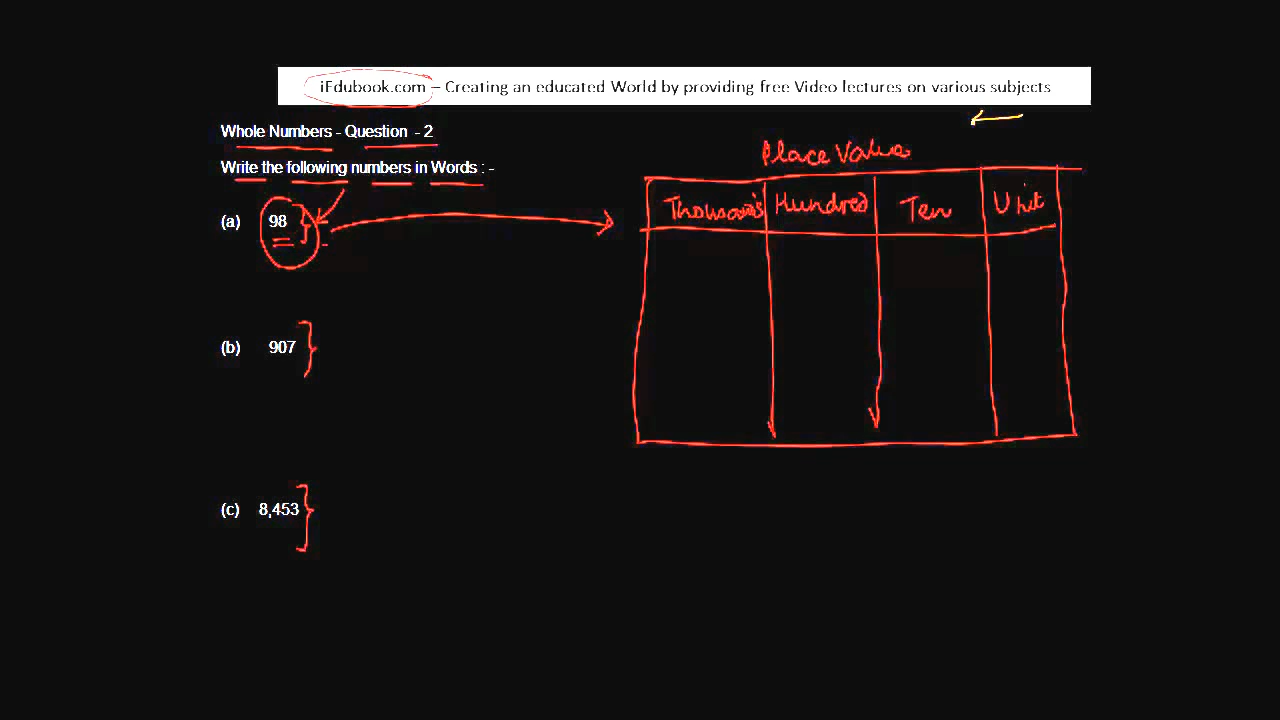 iFdubook.com – Creating an educated World by providing free Video lectures on various subjects
Whole Numbers - Question - 2
Write the following numbers in Words : -
Place Value
Thousands Hundred Ten Unit
(a) 98
(b) 907
(c) 8,453